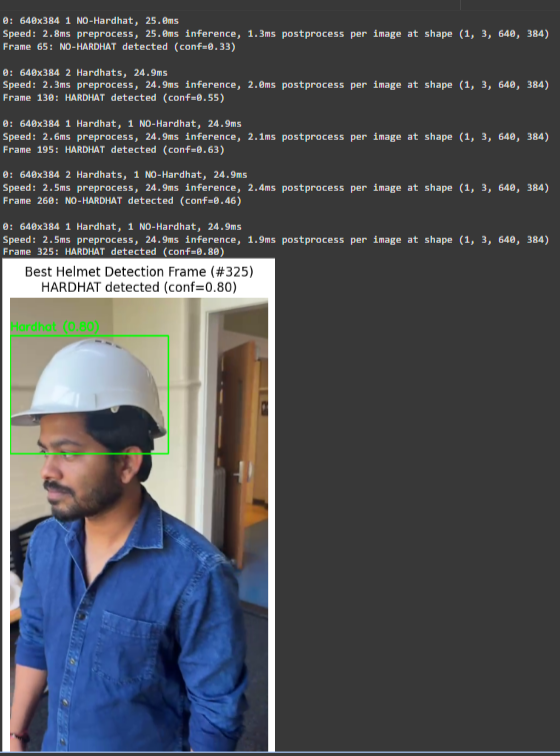 0: 640x384 1 NO-Hardhat, 25.0ms
Speed: 2.8ms preprocess, 25.0ms inference, 1.3ms postprocess per image at shape (1, 3, 640, 384)
Frame 65: NO-HARDHAT detected (conf=0.33)
0: 640x384 2 Hardhats, 24.9ms
Speed: 2.3ms preprocess, 24.9ms inference, 2.0ms postprocess per image at shape (1, 3, 640, 384)
Frame 130: HARDHAT detected (conf=0.55)
0: 640x384 1 Hardhat, 1 NO-Hardhat, 24.9ms
Speed: 2.6ms preprocess, 24.9ms inference, 2.1ms postprocess per image at shape (1, 3, 640, 384)
Frame 195: HARDHAT detected (conf=0.63)
0: 640x384 2 Hardhats, 1 NO-Hardhat, 24.9ms
Speed: 2.5ms preprocess, 24.9ms inference, 2.4ms postprocess per image at shape (1, 3, 640, 384)
Frame 260: NO-HARDHAT detected (conf=0.46)
0: 640x384 1 Hardhat, 1 NO-Hardhat, 24.9ms
Speed: 2.5ms preprocess, 24.9ms inference, 1.9ms postprocess per image at shape (1, 3, 640, 384)
Frame 325: HARDHAT detected (conf=0.80)
Best Helmet Detection Frame (#325)
HARDHAT detected (conf=0.80)
Hardhat (0.80)